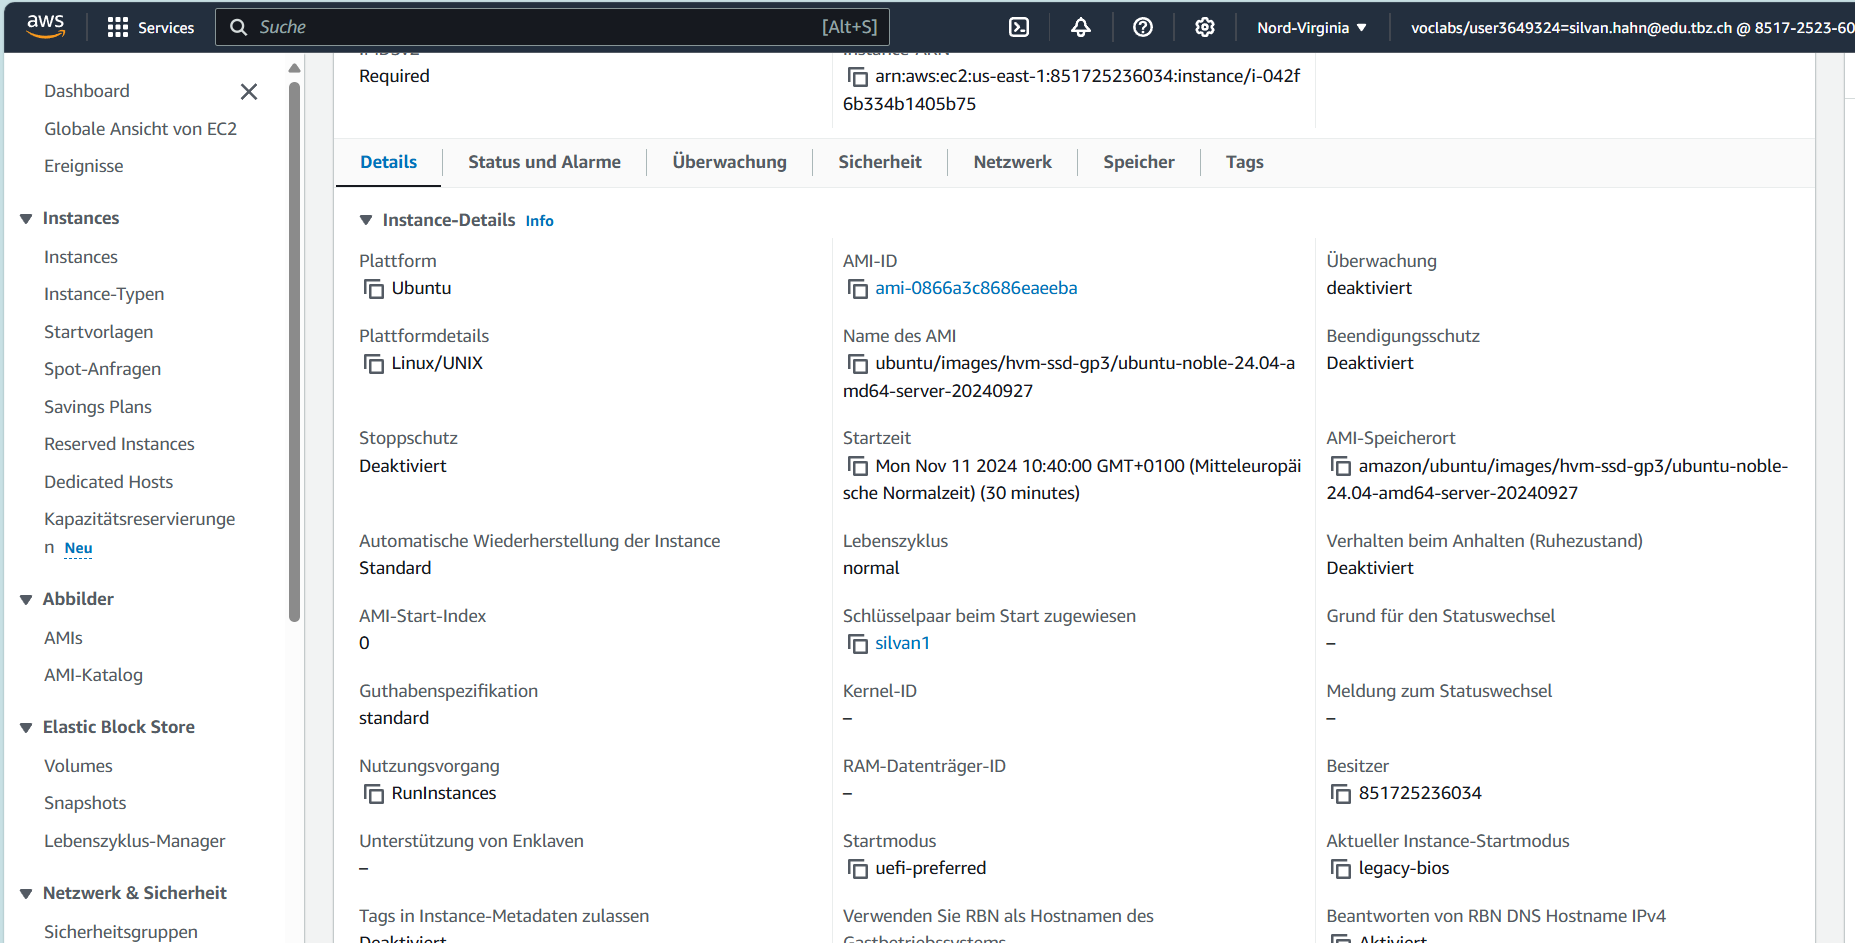 aws Services Suche [Alt+S] Nord-Virginia voclabs/user3649324=silvan.hahn@edu.tbz.ch @ 8517-2523-60
Dashboard
Globale Ansicht von EC2
Ereignisse
Instances
Instances
Instance-Typen
Startvorlagen
Spot-Anfragen
Savings Plans
Reserved Instances
Dedicated Hosts
Kapazitätsreservierunge
n Neu
Abbilder
AMIs
AMI-Katalog
Elastic Block Store
Volumes
Snapshots
Lebenszyklus-Manager
Netzwerk & Sicherheit
Sicherheitsgruppen
IMDSv2
Required
Instance-ARN
arn:aws:ec2:us-east-1:851725236034:instance/i-042f
6b334b1405b75
Details Status und Alarme Überwachung Sicherheit Netzwerk Speicher Tags
Instance-Details Info
Plattform
Ubuntu
AMI-ID
ami-0866a3c8686eaeeba
Überwachung
deaktiviert
Plattformdetails
Linux/UNIX
Name des AMI
ubuntu/images/hvm-ssd-gp3/ubuntu-noble-24.04-a
md64-server-20240927
Beendigungsschutz
Deaktiviert
Stoppschutz
Deaktiviert
Startzeit
Mon Nov 11 2024 10:40:00 GMT+0100 (Mitteleuropäi
sche Normalzeit) (30 minutes)
AMI-Speicherort
amazon/ubuntu/images/hvm-ssd-gp3/ubuntu-noble-
24.04-amd64-server-20240927
Automatische Wiederherstellung der Instance
Standard
Lebenszyklus
normal
Verhalten beim Anhalten (Ruhezustand)
Deaktiviert
AMI-Start-Index
0
Schlüsselpaar beim Start zugewiesen
silvan1
Grund für den Statuswechsel
–
Guthabenspezifikation
standard
Kernel-ID
–
Meldung zum Statuswechsel
–
Nutzungsvorgang
RunInstances
RAM-Datenträger-ID
–
Besitzer
851725236034
Unterstützung von Enklaven
–
Startmodus
uefi-preferred
Aktueller Instance-Startmodus
legacy-bios
Tags in Instance-Metadaten zulassen
Deaktiviert
Verwenden Sie RBN als Hostnamen des
Gastbetriebssystems
Beantworten von RBN DNS Hostname IPv4
Aktiviert